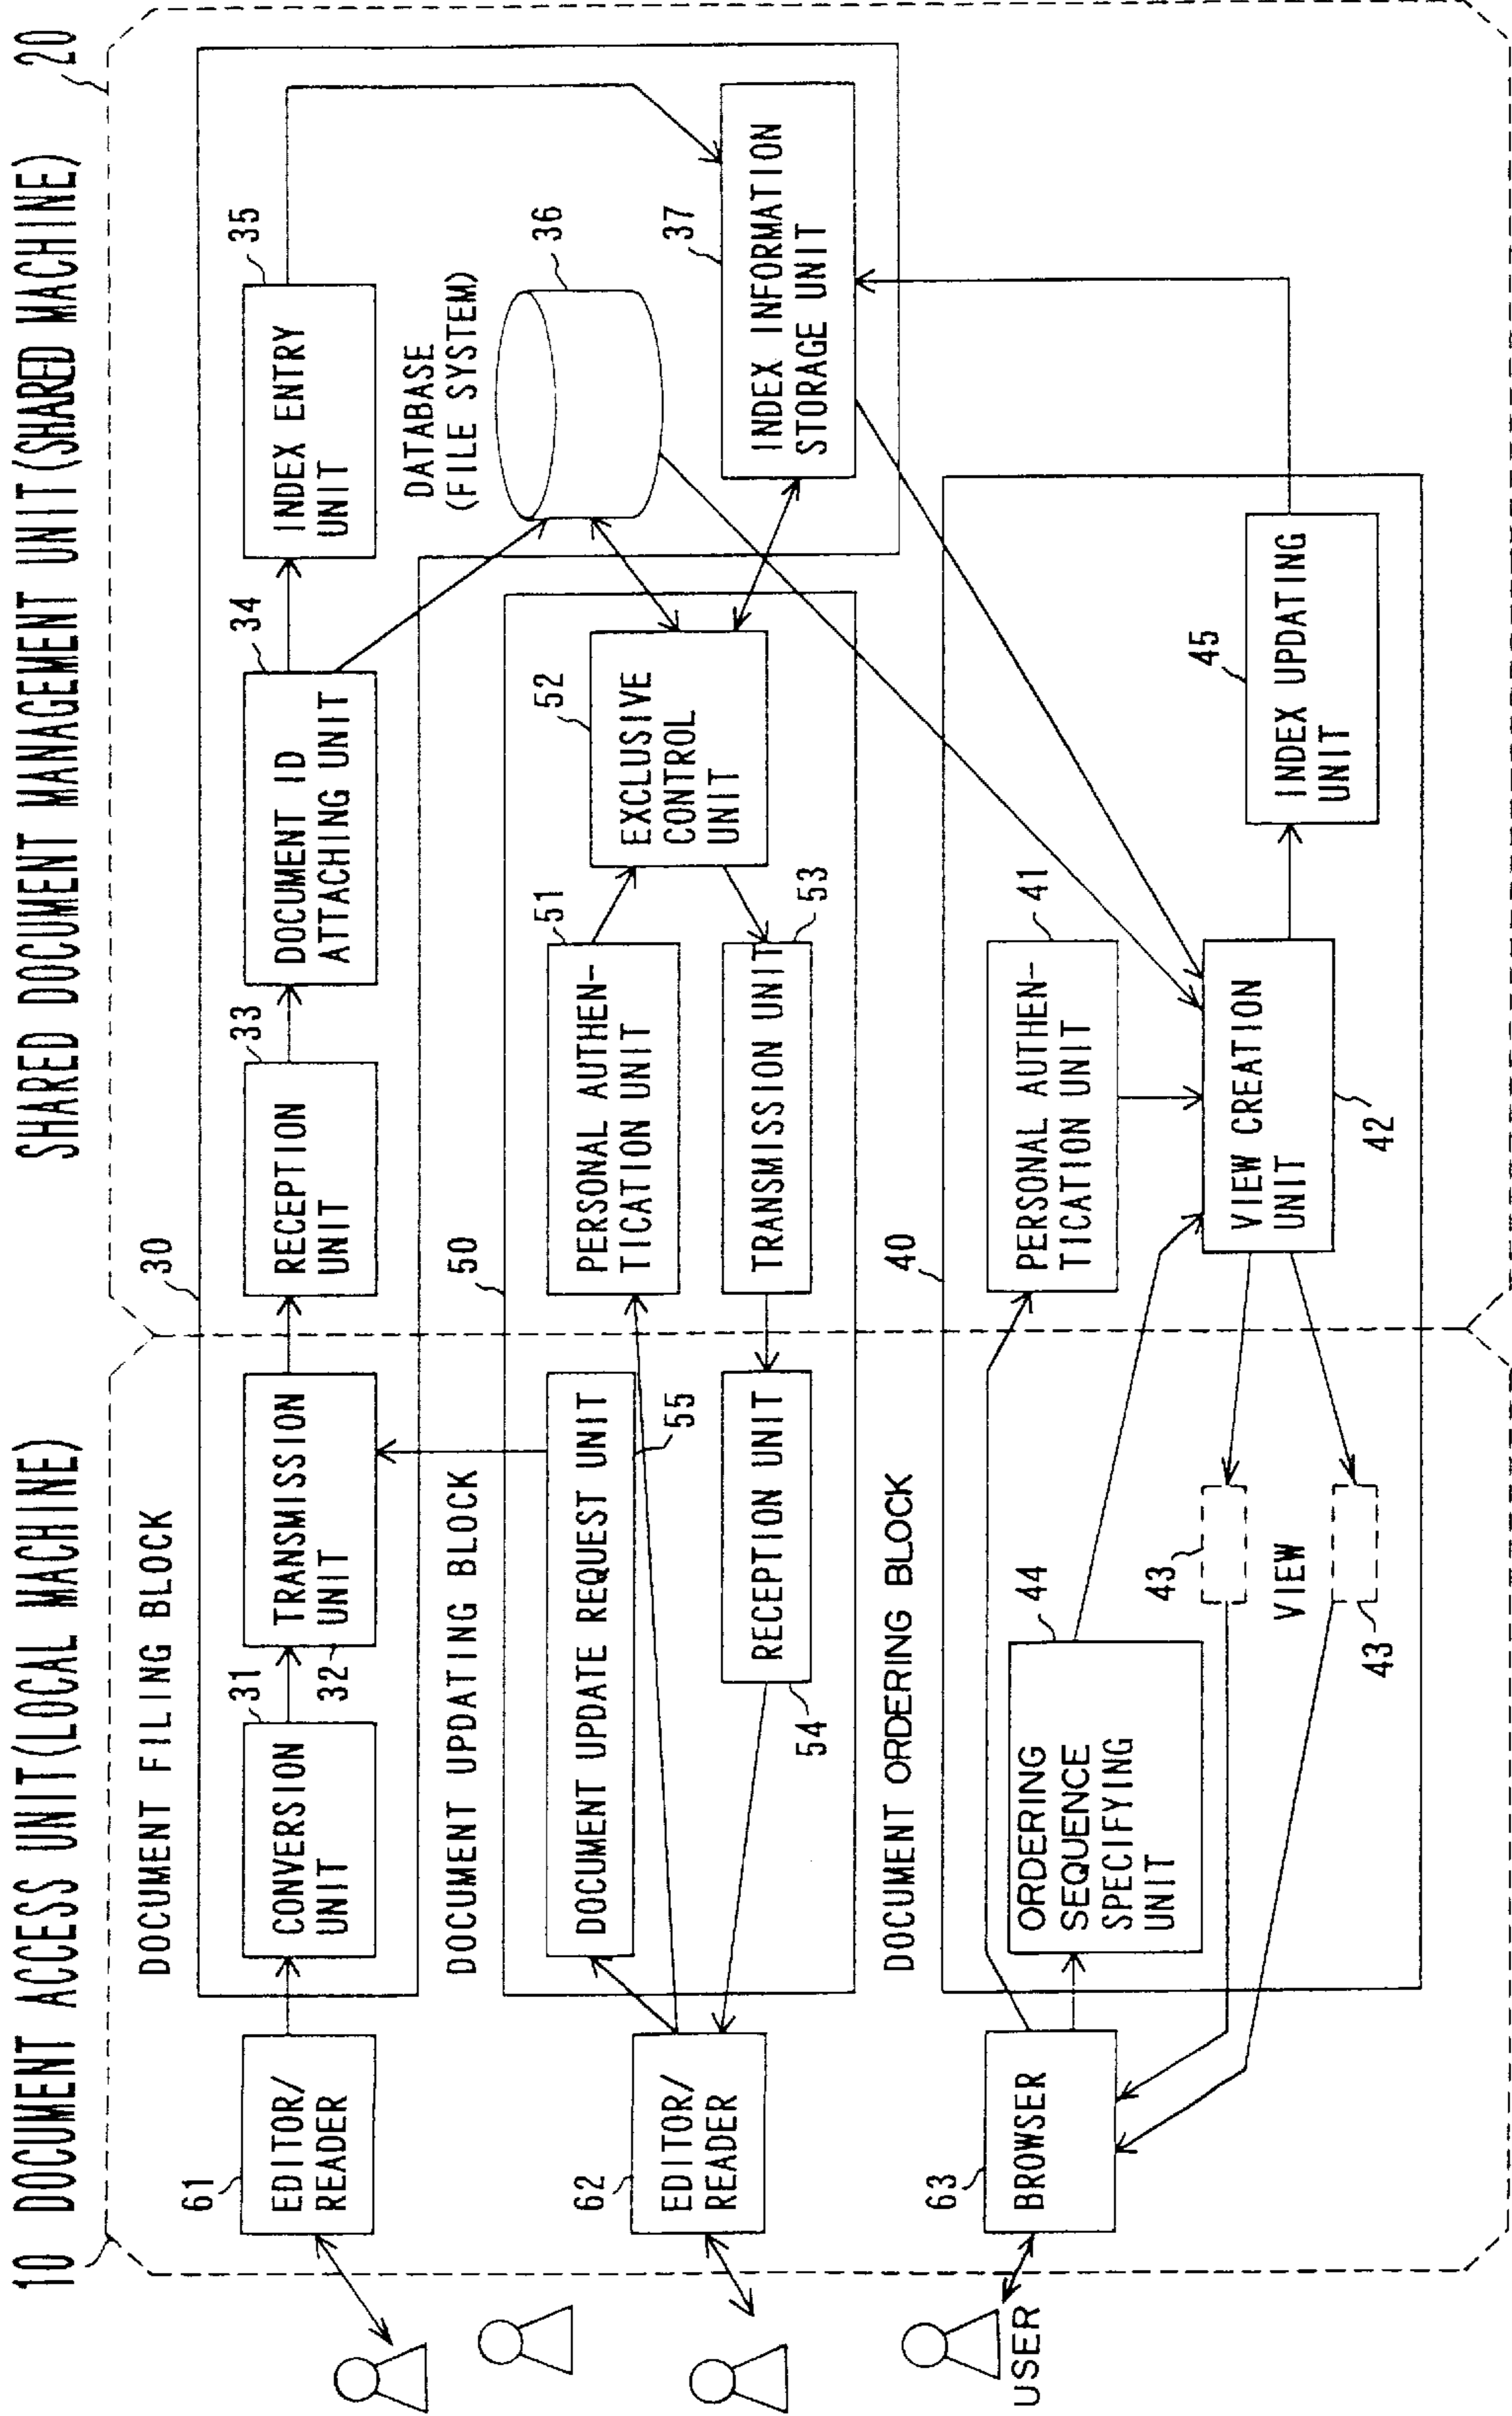 10 DOCUMENT ACCESS UNIT(LOCAL MACHINE)
SHARED DOCUMENT MANAGEMENT UNIT(SHARED MACHINE)
20
DOCUMENT FILING BLOCK
30
61
EDITOR/
READER
31
CONVERSION
UNIT
TRANSMISSION
UNIT
32
33
RECEPTION
UNIT
34
DOCUMENT ID
ATTACHING UNIT
35
INDEX ENTRY
UNIT
DATABASE
(FILE SYSTEM)
36
37
INDEX INFORMATION
STORAGE UNIT
DOCUMENT UPDATING BLOCK
50
62
EDITOR/
READER
DOCUMENT UPDATE REQUEST UNIT
55
51
PERSONAL AUTHEN-
TICATION UNIT
52
EXCLUSIVE
CONTROL
UNIT
RECEPTION UNIT
54
TRANSMISSION UNIT
53
DOCUMENT ORDERING BLOCK
40
63
BROWSER
USER
44
ORDERING
SEQUENCE
SPECIFYING
UNIT
41
PERSONAL AUTHEN-
TICATION UNIT
43
VIEW
43
VIEW CREATION
UNIT
42
45
INDEX UPDATING
UNIT